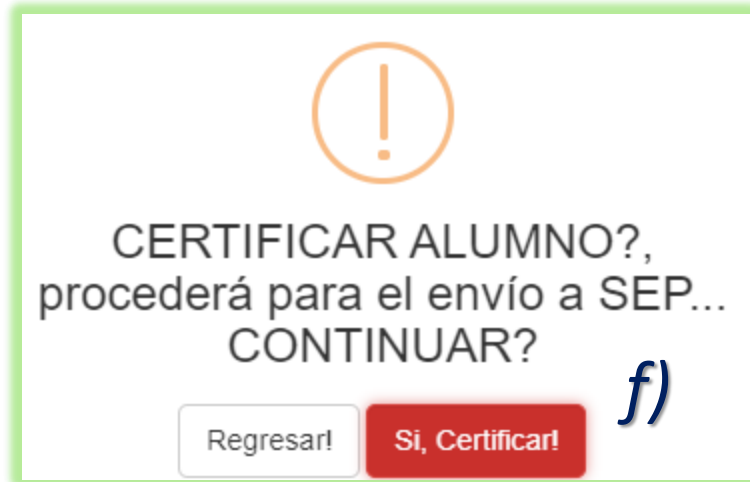 CERTIFICAR ALUMNO?,
procederá para el envío a SEP...
CONTINUAR?
f)
Regresar! Si, Certificar!